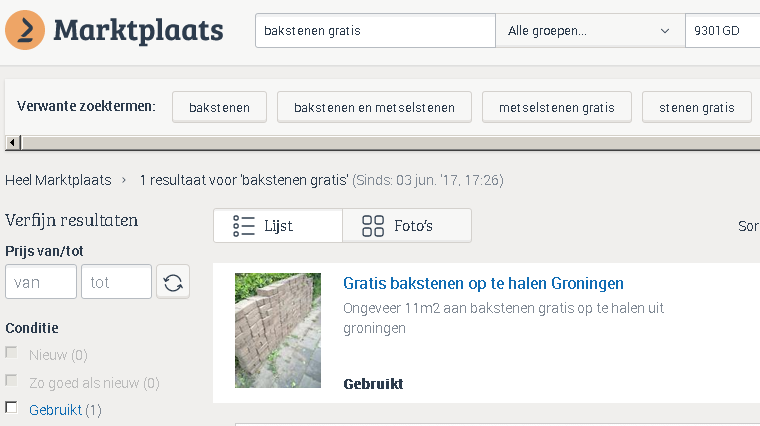 Marktplaats
bakstenen gratis
Alle groepen...
9301GD
Verwante zoektermen:
bakstenen
bakstenen en metselstenen
metselstenen gratis
stenen gratis
Heel Marktplaats › 1 resultaat voor 'bakstenen gratis' (Sinds: 03 jun. '17, 17:26)
Verfijn resultaten
Lijst
Foto's
Sor
Prijs van/tot
van
tot
Gratis bakstenen op te halen Groningen
Ongeveer 11m2 aan bakstenen gratis op te halen uit
groningen
Gebruikt
Conditie
Nieuw (0)
Zo goed als nieuw (0)
Gebruikt (1)